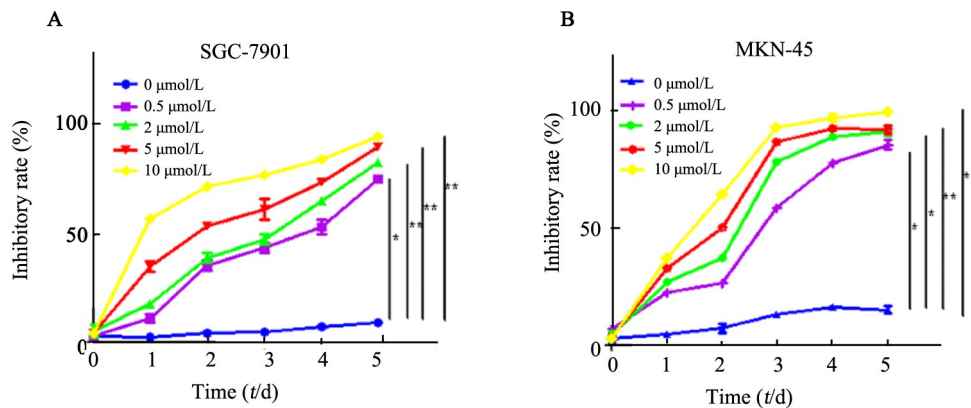 A
SGC-7901
0 μmol/L
0.5 μmol/L
2 μmol/L
5 μmol/L
10 μmol/L
Inhibitory rate (%)
100
50
0
0 1 2 3 4 5
Time (t/d)
*
**
**
**
B
MKN-45
0 μmol/L
0.5 μmol/L
2 μmol/L
5 μmol/L
10 μmol/L
Inhibitory rate (%)
100
50
0
0 1 2 3 4 5
Time (t/d)
*
*
**
*